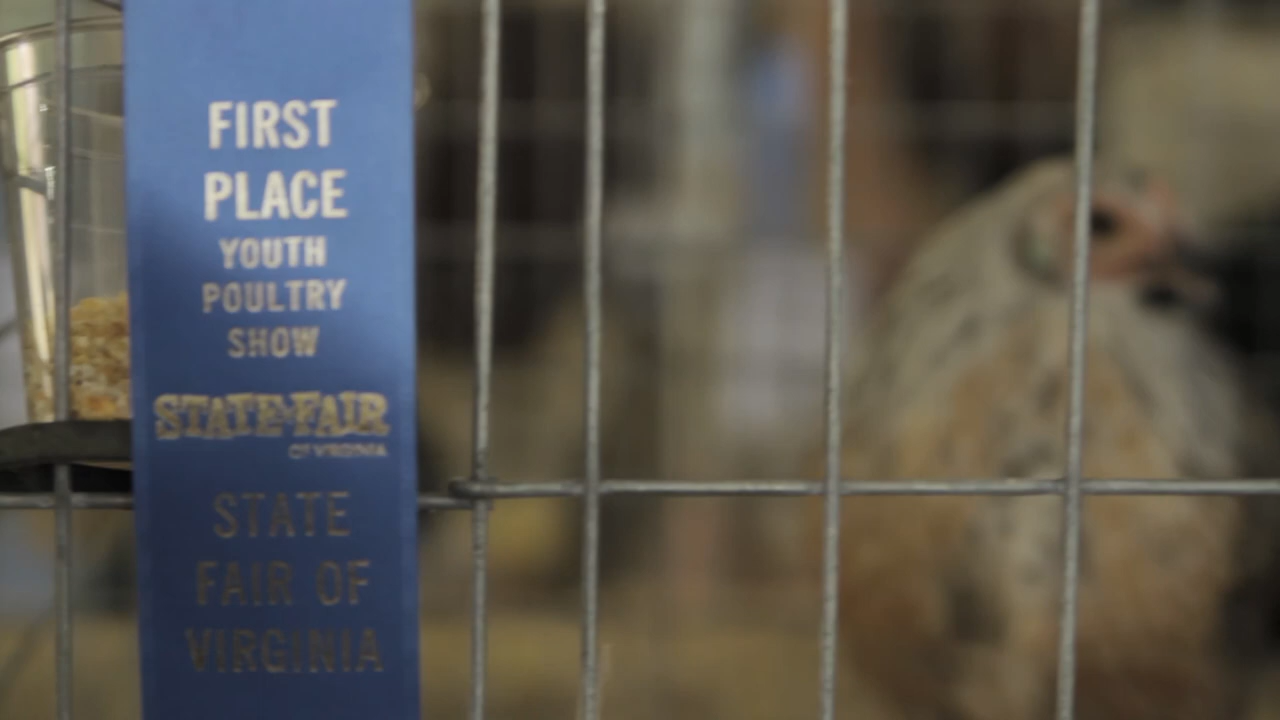 FIRST
PLACE
YOUTH
POULTRY
SHOW
STATE FAIR
OF VIRGINIA
STATE
FAIR OF
VIRGINIA